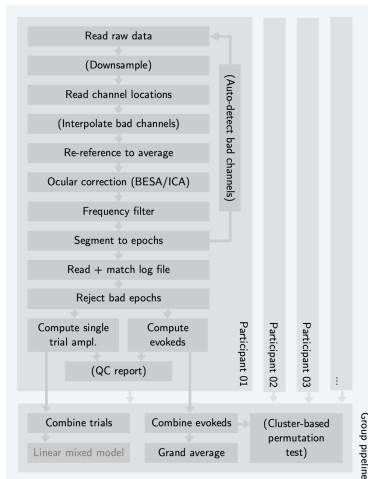 Read raw data
(Downsample)
Read channel locations
(Interpolate bad channels)
Re-reference to average
Ocular correction (BESA/ICA)
Frequency filter
Segment to epochs
(Auto-detect bad
channels)
Read + match log file
Reject bad epochs
Compute single
trial ampl.
Compute
evokeds
(QC report)
Participant 01
Participant 02
Participant 03
...
Combine trials
Linear mixed model
Combine evokeds
Grand average
(Cluster-based
permutation
test)
Group pipeline